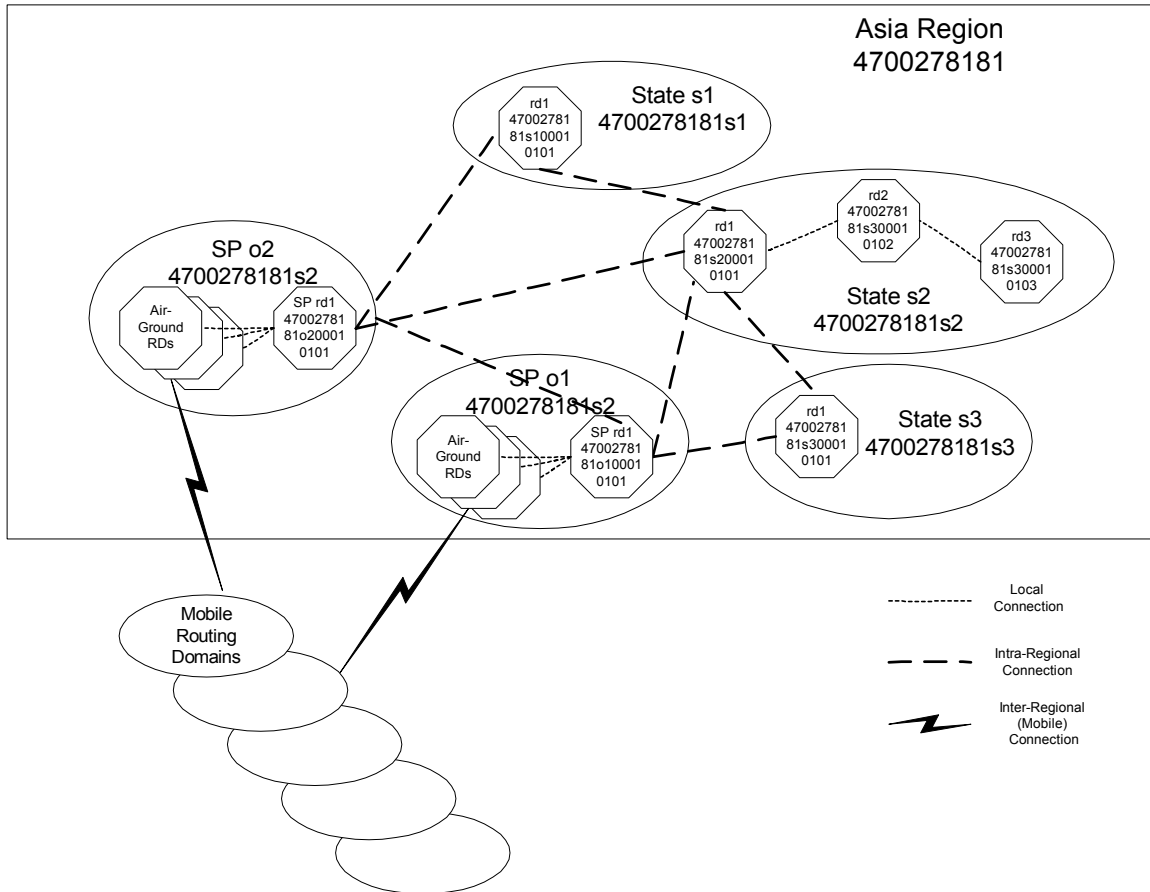 Asia Region
4700278181
State s1
4700278181s1
rd1
47002781
81s10001
0101
rd2
47002781
81s30001
0102
rd1
47002781
81s20001
0101
rd3
47002781
81s30001
0103
State s2
4700278181s2
SP o2
4700278181s2
Air-
Ground
RDs
SP rd1
47002781
81o20001
0101
SP o1
4700278181s2
Air-
Ground
RDs
SP rd1
47002781
81o10001
0101
rd1
47002781
81s30001
0101
State s3
4700278181s3
Mobile
Routing
Domains
Local
Connection
Intra-Regional
Connection
Inter-Regional
(Mobile)
Connection